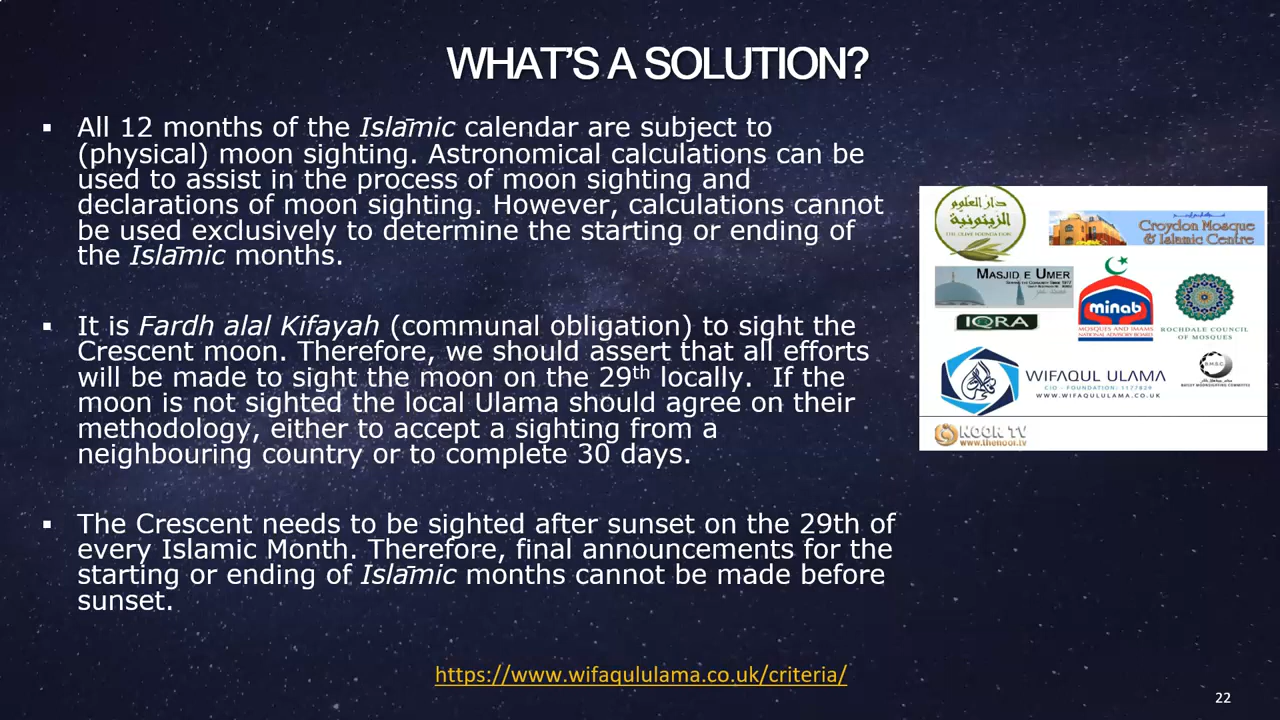 WHAT'S A SOLUTION?
▪ All 12 months of the Islāmic calendar are subject to
(physical) moon sighting. Astronomical calculations can be
used to assist in the process of moon sighting and
declarations of moon sighting. However, calculations cannot
be used exclusively to determine the starting or ending of
the Islāmic months.
▪ It is Fardh alal Kifayah (communal obligation) to sight the
Crescent moon. Therefore, we should assert that all efforts
will be made to sight the moon on the 29th locally.  If the
moon is not sighted the local Ulama should agree on their
methodology, either to accept a sighting from a
neighbouring country or to complete 30 days.
▪ The Crescent needs to be sighted after sunset on the 29th of
every Islamic Month. Therefore, final announcements for the
starting or ending of Islāmic months cannot be made before
sunset.
دار العلوم
الزيتونية
THE OLIVE FOUNDATION
Croydon Mosque
& Islamic Centre
MASJID E UMER
IQRA
minab
MOSQUES AND IMAMS
NATIONAL ADVISORY BOARD
ROCHDALE COUNCIL
OF MOSQUES
WIFAQUL ULAMA
CIO - FOUNDATION: 1177829
WWW.WIFAQULULAMA.CO.UK
BATLEY MOONSIGHTING COMMITTEE
NOOR TV
www.thenoor.tv
https://www.wifaqululama.co.uk/criteria/
22